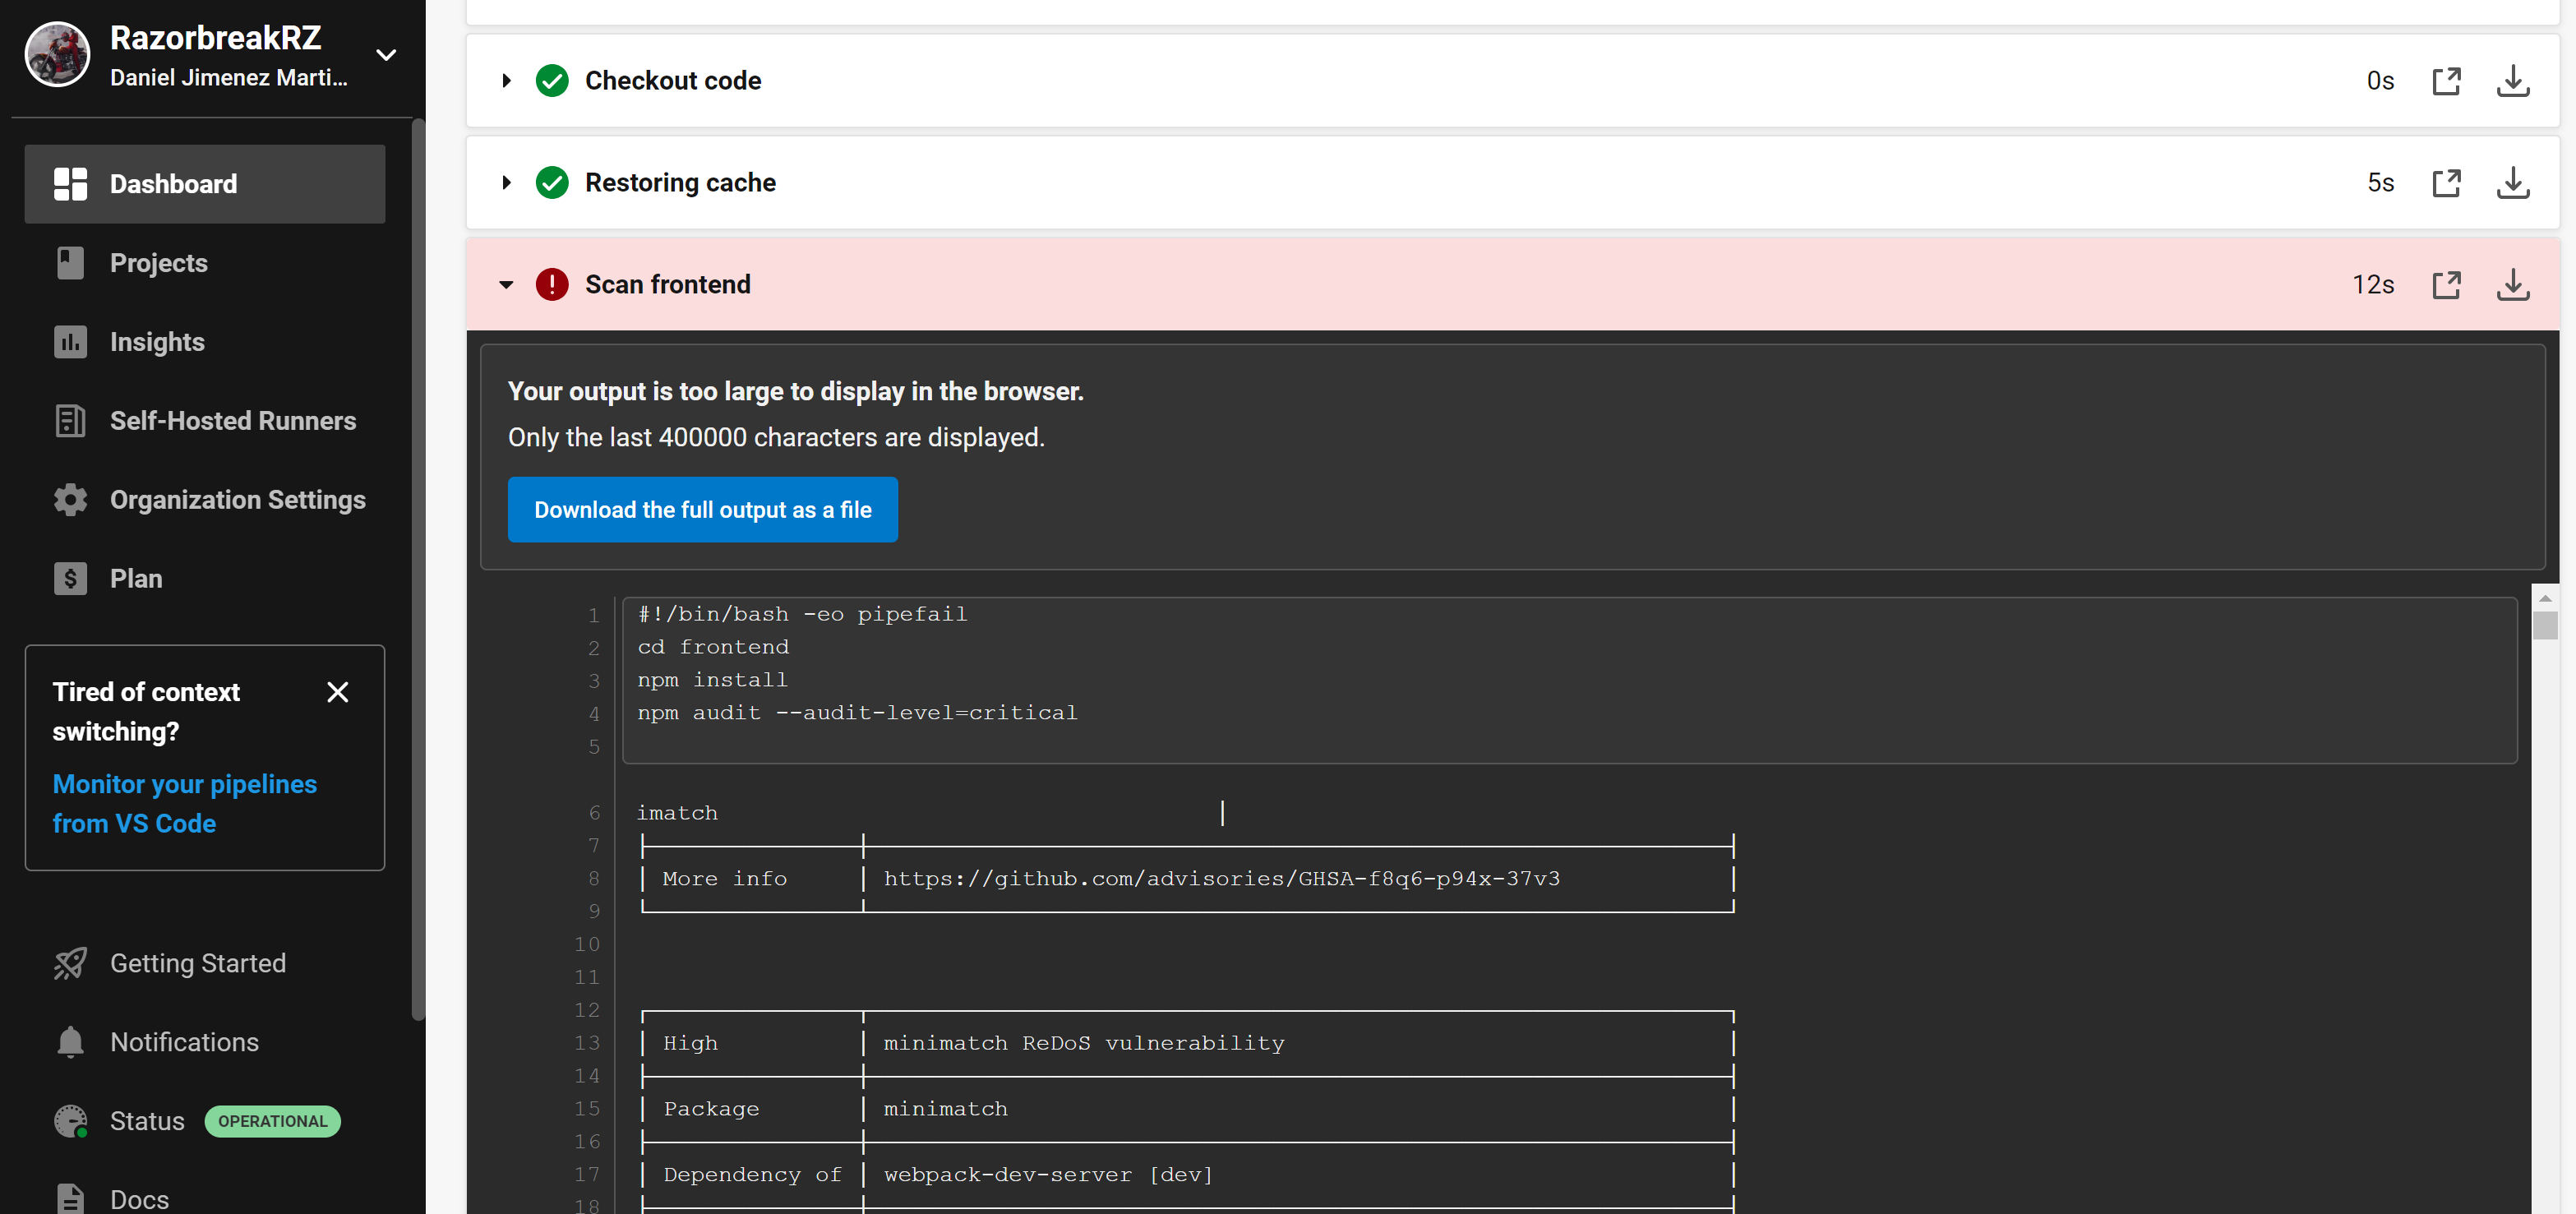 RazorbreakRZ
Daniel Jimenez Marti...
Dashboard
Projects
Insights
Self-Hosted Runners
Organization Settings
Plan
Tired of context
switching?
Monitor your pipelines
from VS Code
Getting Started
Notifications
Status OPERATIONAL
Docs
Checkout code 0s
Restoring cache 5s
Scan frontend 12s
Your output is too large to display in the browser.
Only the last 400000 characters are displayed.
Download the full output as a file
1 #!/bin/bash -eo pipefail
2 cd frontend
3 npm install
4 npm audit --audit-level=critical
5
6 imatch
7
8 More info https://github.com/advisories/GHSA-f8q6-p94x-37v3
9
10
11
12
13 High minimatch ReDoS vulnerability
14
15 Package minimatch
16
17 Dependency of webpack-dev-server [dev]
18